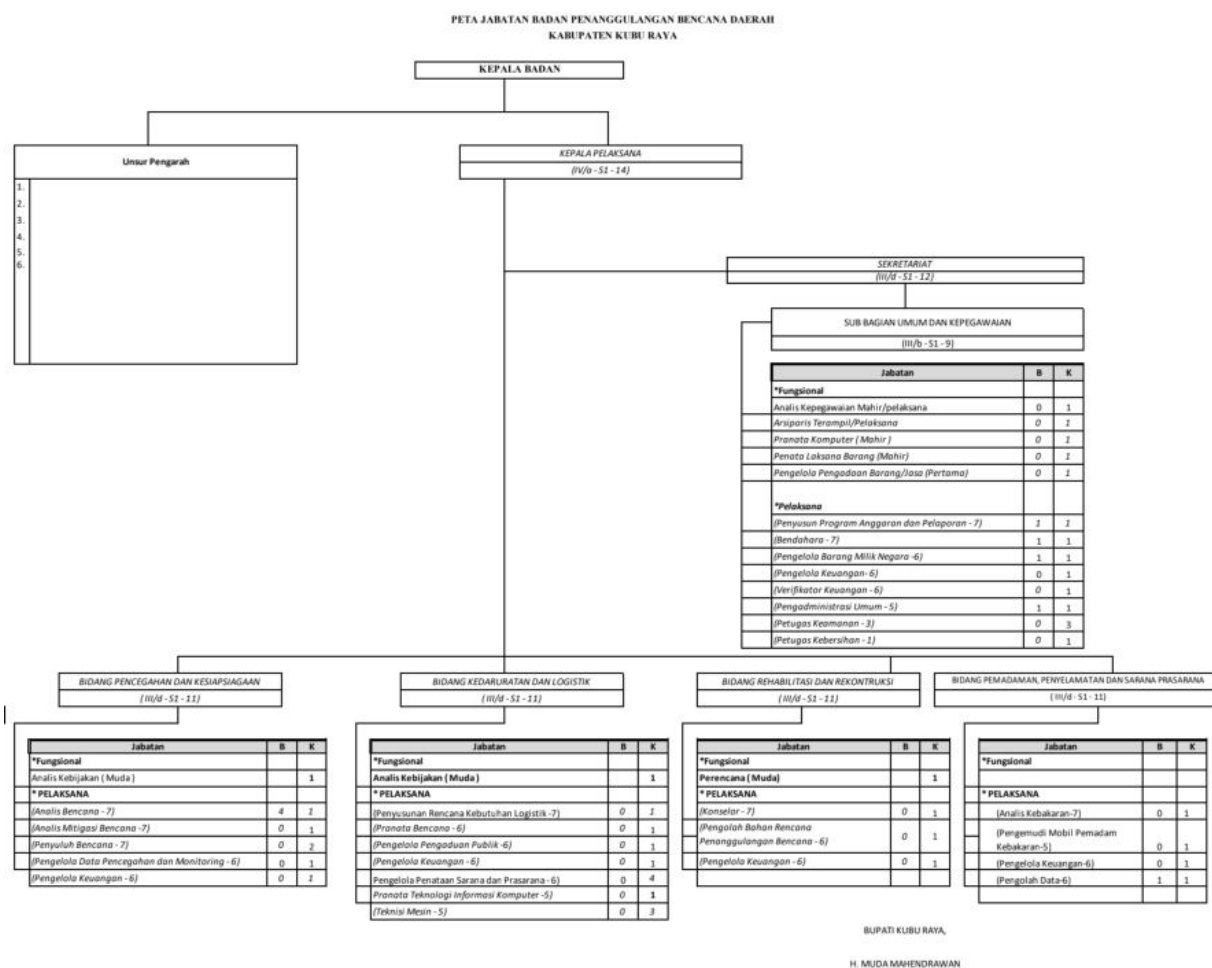 PETA JABATAN BADAN PENANGGULANGAN BENCANA DAERAH
KABUPATEN KUBU RAYA
KEPALA BADAN
Unsur Pengarah
1.
2.
3.
4.
5.
6.
KEPALA PELAKSANA
(IV/a - S1 - 14)
SEKRETARIAT
(III/d - S1 - 12)
SUB BAGIAN UMUM DAN KEPEGAWAIAN
(III/b - S1 - 9)
Jabatan B K
*Fungsional
Analis Kepegawaian Mahir/pelaksana 0 1
Arsiparis Terampil/Pelaksana 0 1
Pranata Komputer ( Mahir ) 0 1
Penata Laksana Barang (Mahir) 0 1
Pengelola Pengadaan Barang/Jasa (Pertama) 0 1
*Pelaksana
(Penyusun Program Anggaran dan Pelaporan - 7) 1 1
(Bendahara - 7) 1 1
(Pengelola Barang Milik Negara -6) 1 1
(Pengelola Keuangan- 6) 0 1
(Verifikator Keuangan - 6) 0 1
(Pengadministrasi Umum - 5) 1 1
(Petugas Keamanan - 3) 0 3
(Petugas Kebersihan - 1) 0 1
BIDANG PENCEGAHAN DAN KESIAPSIAGAAN
( III/d - S1 - 11)
Jabatan B K
*Fungsional
Analis Kebijakan ( Muda ) 1
* PELAKSANA
(Analis Bencana - 7) 4 1
(Analis Mitigasi Bencana -7) 0 1
(Penyuluh Bencana - 7) 0 2
(Pengelola Data Pencegahan dan Monitoring - 6) 0 1
(Pengelola Keuangan - 6) 0 1
BIDANG KEDARURATAN DAN LOGISTIK
( III/d - S1 - 11)
Jabatan B K
*Fungsional
Analis Kebijakan ( Muda ) 1
* PELAKSANA
(Penyusunan Rencana Kebutuhan Logistik -7) 0 1
(Pranata Bencana - 6) 0 1
(Pengelola Pengaduan Publik -6) 0 1
(Pengelola Keuangan - 6) 0 1
Pengelola Penataan Sarana dan Prasarana - 6) 0 4
Pranata Teknologi Informasi Komputer -5) 0 1
(Teknisi Mesin - 5) 0 3
BIDANG REHABILITASI DAN REKONTRUKSI
( III/d - S1 - 11)
Jabatan B K
*Fungsional
Perencana ( Muda) 1
* PELAKSANA
(Konselor - 7) 0 1
(Pengolah Bahan Rencana
Penanggulangan Bencana - 6) 0 1
(Pengelola Keuangan - 6) 0 1
BIDANG PEMADAMAN, PENYELAMATAN DAN SARANA PRASARANA
( III/d - S1 - 11)
Jabatan B K
*Fungsional
* PELAKSANA
(Analis Kebakaran-7) 0 1
(Pengemudi Mobil Pemadam
Kebakaran-5) 0 1
(Pengelola Keuangan-6) 0 1
(Pengolah Data-6) 1 1
BUPATI KUBU RAYA,
H. MUDA MAHENDRAWAN